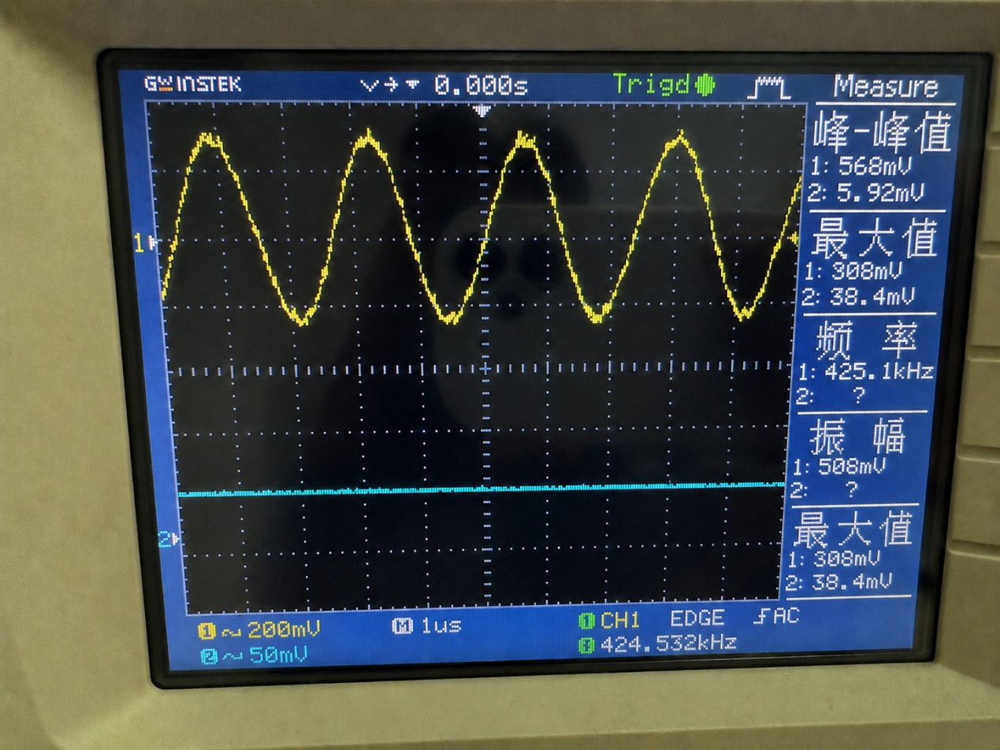 GWINSTEK 0.000s Trigd Measure
峰-峰值
1: 568mV
2: 5.92mV
最大值
1: 308mV
2: 38.4mV
频 率
1: 425.1kHz
2: ?
振 幅
1: 508mV
2: ?
最大值
1: 308mV
2: 38.4mV
1
2
1 200mV M 1us 1 CH1 EDGE AC
2 50mV 424.532kHz